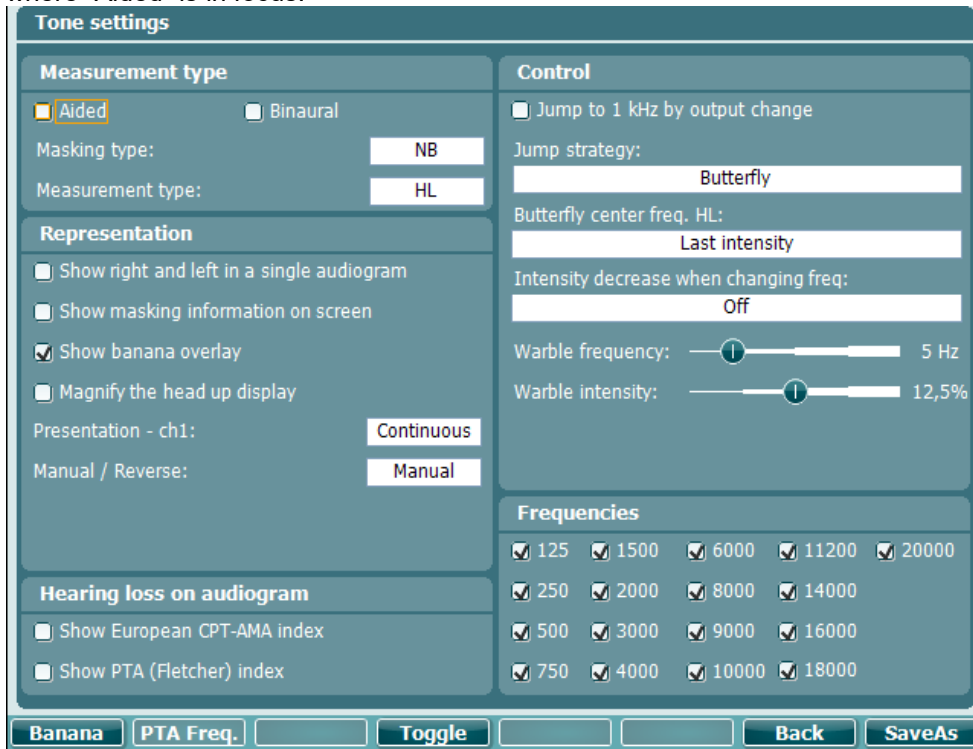 where "Aided" is in focus.
Tone settings
Measurement type
Aided
Binaural
Masking type:
NB
Measurement type:
HL
Representation
Show right and left in a single audiogram
Show masking information on screen
Show banana overlay
Magnify the head up display
Presentation - ch1:
Continuous
Manual / Reverse:
Manual
Hearing loss on audiogram
Show European CPT-AMA index
Show PTA (Fletcher) index
Control
Jump to 1 kHz by output change
Jump strategy:
Butterfly
Butterfly center freq. HL:
Last intensity
Intensity decrease when changing freq:
Off
Warble frequency:
5 Hz
Warble intensity:
12,5%
Frequencies
125 1500 6000 11200 20000
250 2000 8000 14000
500 3000 9000 16000
750 4000 10000 18000
Banana PTA Freq. Toggle Back SaveAs